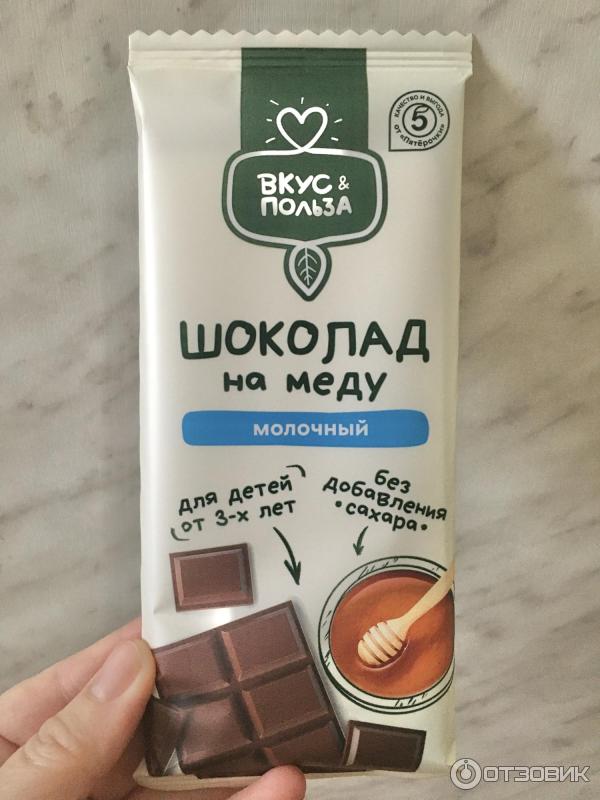 КАЧЕСТВО И ВЫГОДА
5
ОТ «ПЯТЁРОЧКИ»
ВКУС &
ПОЛЬЗА
ШОКОЛАД
на меду
молочный
для детей
от 3-х лет
без
добавления
•сахара•
ОТЗОВИК